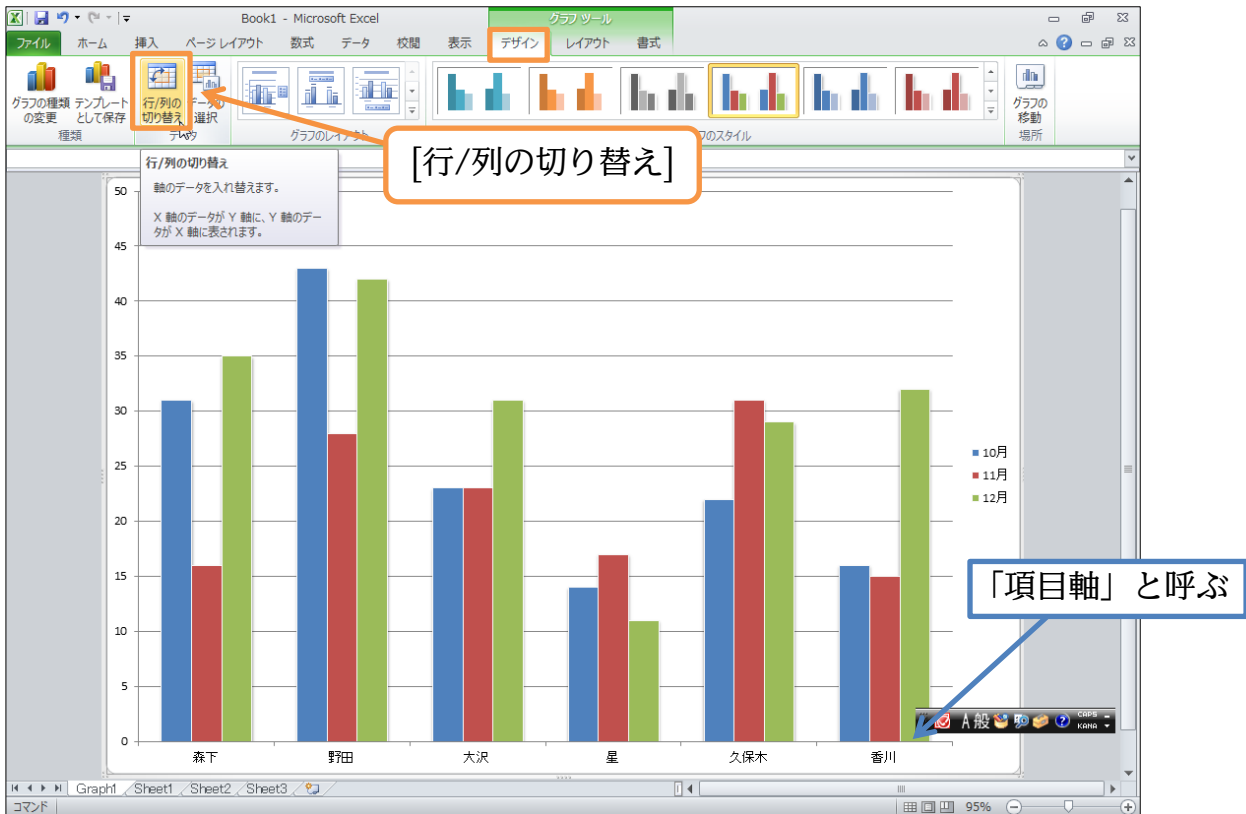 Book1 - Microsoft Excel
グラフ ツール
ファイル ホーム 挿入 ページ レイアウト 数式 データ 校閲 表示 デザイン レイアウト 書式
グラフの種類の変更
テンプレートとして保存
行/列の切り替え
データの選択
グラフの移動
種類
グラフのレイアウト
場所
[行/列の切り替え]
行/列の切り替え
軸のデータを入れ替えます。
X 軸のデータが Y 軸に、Y 軸のデー
タが X 軸に表されます。
50
45
40
35
30
25
20
15
10
5
0
10月
11月
12月
「項目軸」と呼ぶ
A 般 CAPS
KANA
森下 野田 大沢 星 久保木 香川
Graph1 Sheet1 Sheet2 Sheet3
コマンド
95%